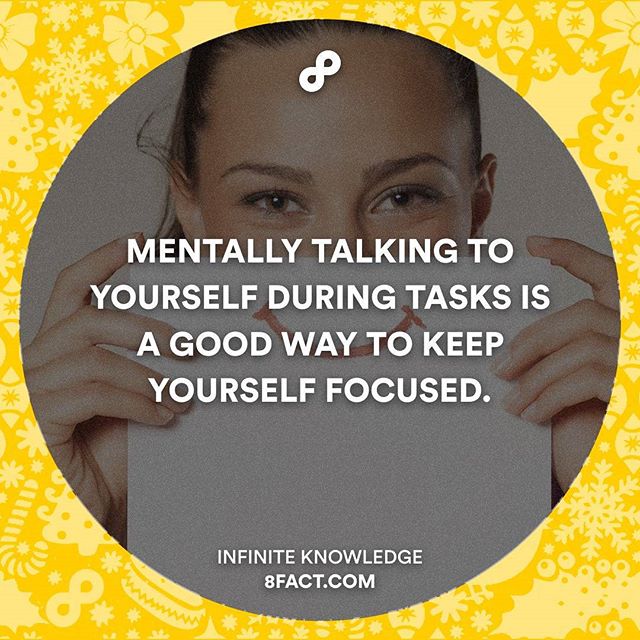 MENTALLY TALKING TO
YOURSELF DURING TASKS IS
A GOOD WAY TO KEEP
YOURSELF FOCUSED.
INFINITE KNOWLEDGE
8FACT.COM